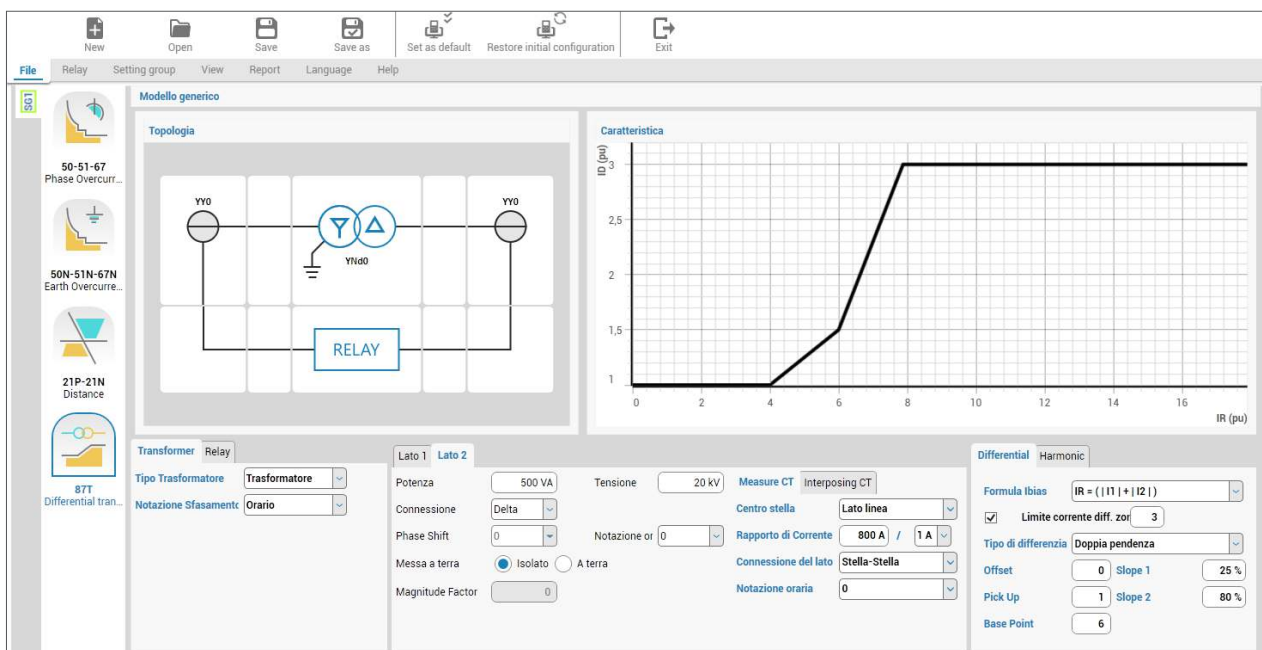 New Open Save Save as Set as default Restore initial configuration Exit
File Relay Setting group View Report Language Help
SG1
50-51-67
Phase Overcurr...
50N-51N-67N
Earth Overcurre...
21P-21N
Distance
87T
Differential tran...
Modello generico
Topologia
YY0 YY0
YNd0
RELAY
Caratteristica
ID (pu)
3
2,5
2
1,5
1
0 2 4 6 8 10 12 14 16
IR (pu)
Transformer Relay
Tipo Trasformatore Trasformatore
Notazione Sfasamento Orario
Lato 1 Lato 2
Potenza 500 VA Tensione 20 kV
Connessione Delta
Phase Shift 0 Notazione or 0
Messa a terra Isolato A terra
Magnitude Factor 0
Measure CT Interposing CT
Centro stella Lato linea
Rapporto di Corrente 800 A / 1 A
Connessione del lato Stella-Stella
Notazione oraria 0
Differential Harmonic
Formula Ibias IR = ( | I1 | + | I2 | )
Limite corrente diff. zor 3
Tipo di differenzia Doppia pendenza
Offset 0 Slope 1 25 %
Pick Up 1 Slope 2 80 %
Base Point 6